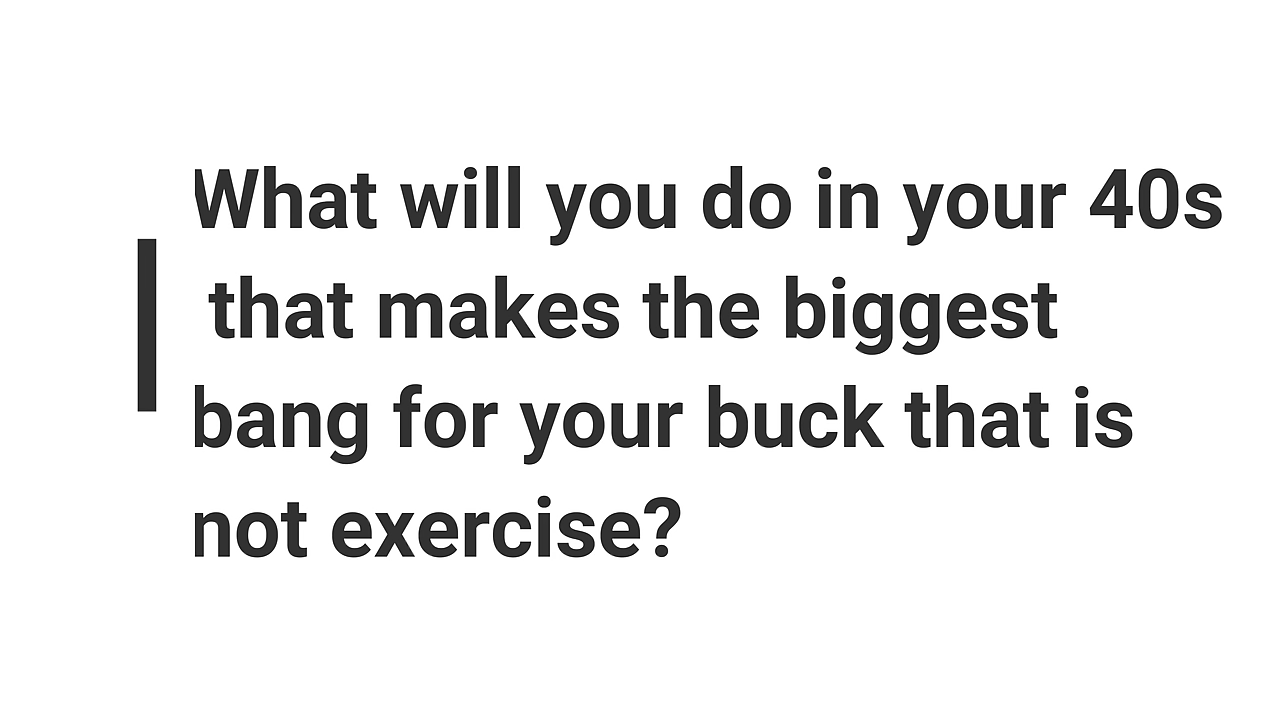 What will you do in your 40s
that makes the biggest
bang for your buck that is
not exercise?